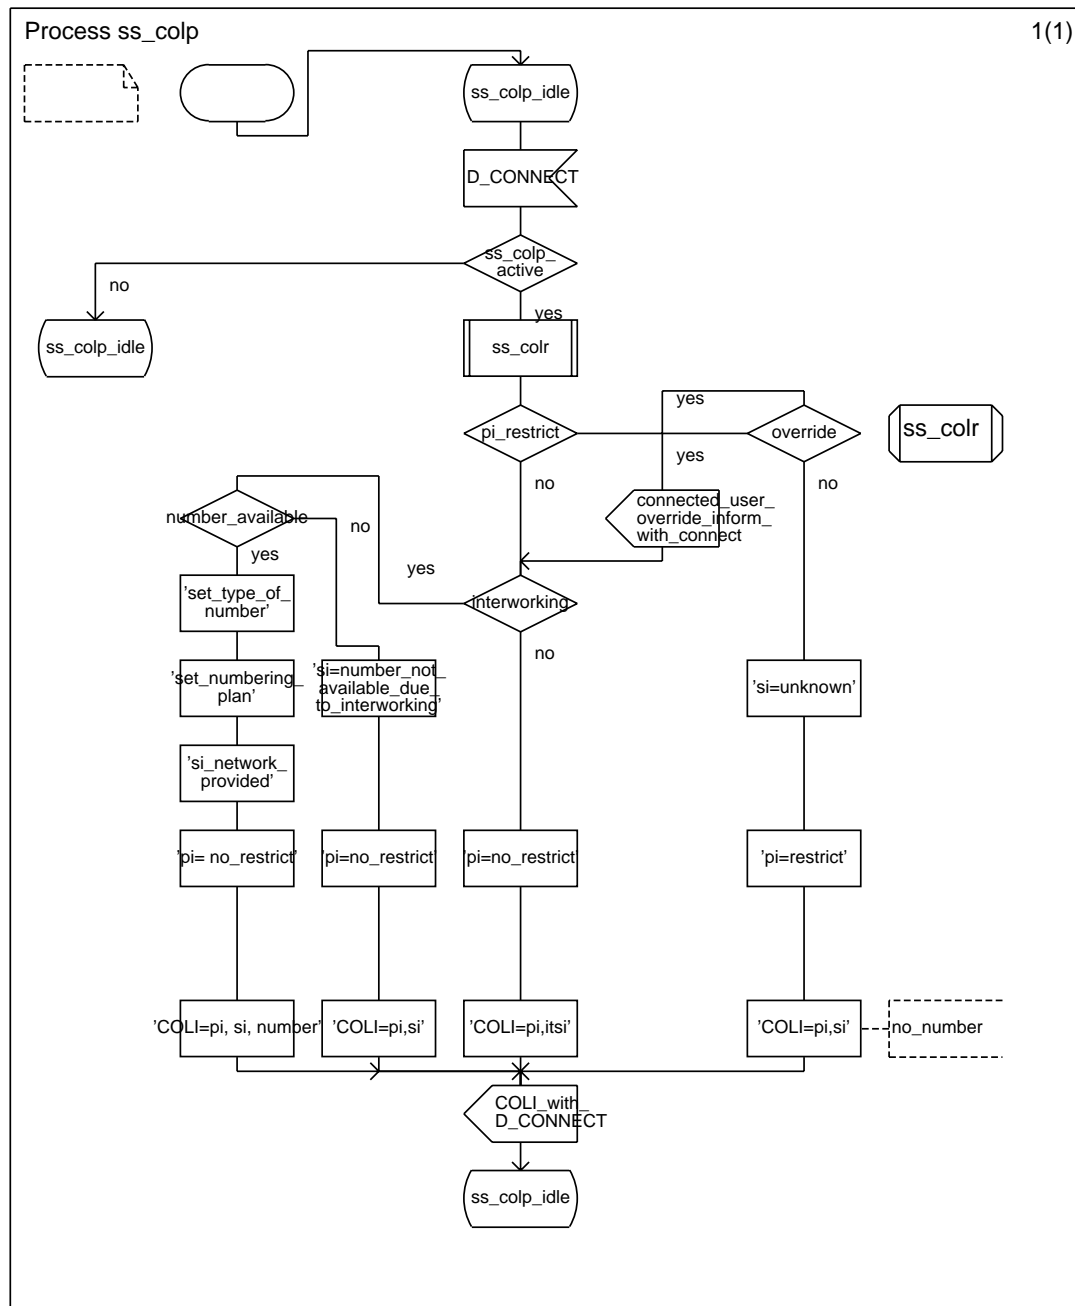 Process ss_colp
1(1)
ss_colp_idle
D_CONNECT
ss_colp_
active
no
yes
ss_colp_idle
ss_colr
yes
pi_restrict
override
ss_colr
yes
no
no
connected_user_
override_inform_
with_connect
number_available
no
yes
yes
interworking
'set_type_of_
number'
no
'set_numbering_
plan'
'si=number_not_
available_due_
to_interworking'
'si=unknown'
'si_network_
provided'
'pi= no_restrict'
'pi=no_restrict'
'pi=no_restrict'
'pi=restrict'
'COLI=pi, si, number'
'COLI=pi,si'
'COLI=pi,itsi'
'COLI=pi,si'
no_number
COLI_with_
D_CONNECT
ss_colp_idle